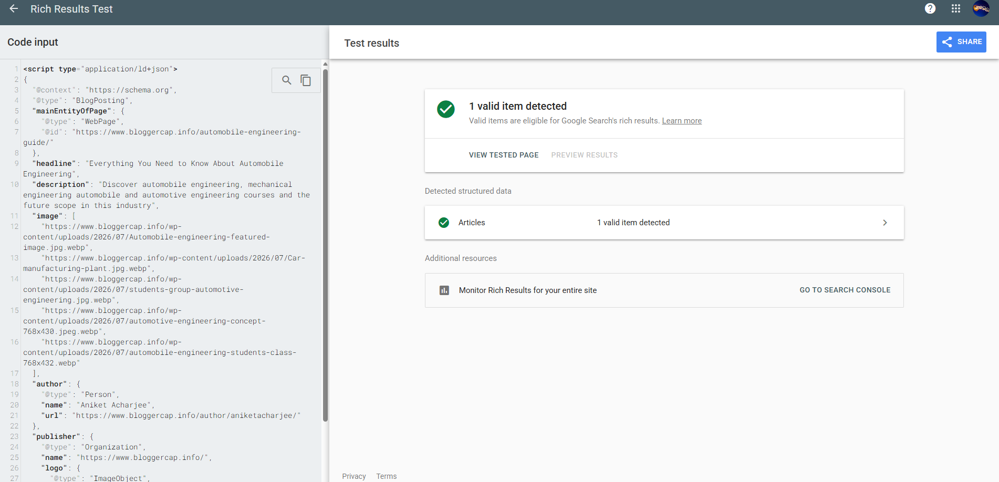 Rich Results Test
Code input
1 <script type="application/ld+json">
2 {
3 "@context": "https://schema.org",
4 "@type": "BlogPosting",
5 "mainEntityOfPage": {
6 "@type": "WebPage",
7 "@id": "https://www.bloggercap.info/automobile-engineering-
guide/"
8 },
9 "headline": "Everything You Need to Know About Automobile
Engineering",
10 "description": "Discover automobile engineering, mechanical
engineering automobile and automotive engineering courses and the
future scope in this industry",
11 "image": [
12 "https://www.bloggercap.info/wp-
content/uploads/2026/07/Automobile-engineering-featured-
image.jpg.webp",
13 "https://www.bloggercap.info/wp-content/uploads/2026/07/Car-
manufacturing-plant.jpg.webp",
14 "https://www.bloggercap.info/wp-
content/uploads/2026/07/students-group-automotive-
engineering.jpg.webp",
15 "https://www.bloggercap.info/wp-
content/uploads/2026/07/automotive-engineering-concept-
768x430.jpeg.webp",
16 "https://www.bloggercap.info/wp-
content/uploads/2026/07/automobile-engineering-students-class-
768x432.webp"
17 ],
18 "author": {
19 "@type": "Person",
20 "name": "Aniket Acharjee",
21 "url": "https://www.bloggercap.info/author/aniketacharjee/"
22 },
23 "publisher": {
24 "@type": "Organization",
25 "name": "https://www.bloggercap.info/",
26 "logo": {
27 "@type": "ImageObject",
Test results
SHARE
1 valid item detected
Valid items are eligible for Google Search's rich results. Learn more
VIEW TESTED PAGE PREVIEW RESULTS
Detected structured data
Articles 1 valid item detected
Additional resources
Monitor Rich Results for your entire site GO TO SEARCH CONSOLE
Privacy Terms